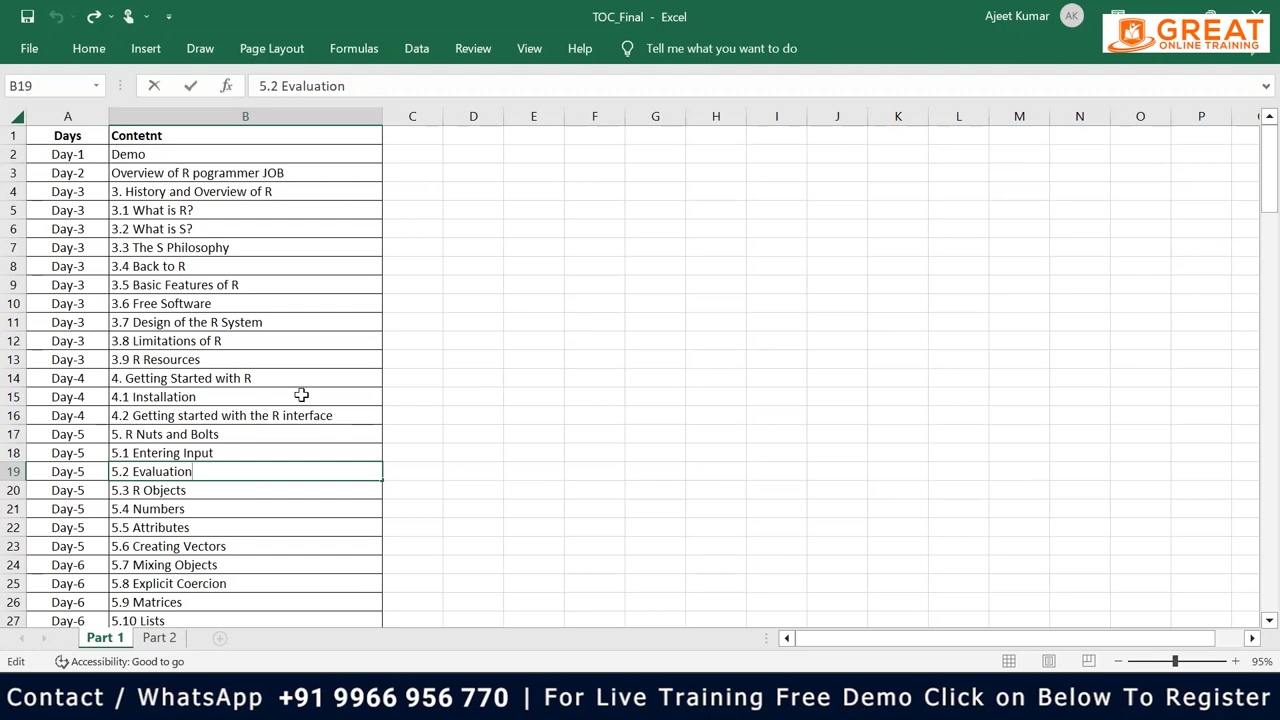 TOC_Final - Excel
Ajeet Kumar AK
GREAT
ONLINE TRAINING
File Home Insert Draw Page Layout Formulas Data Review View Help Tell me what you want to do
B19 fx 5.2 Evaluation
A B C D E F G H I J K L M N O P
1 Days Contetnt
2 Day-1 Demo
3 Day-2 Overview of R pogrammer JOB
4 Day-3 3. History and Overview of R
5 Day-3 3.1 What is R?
6 Day-3 3.2 What is S?
7 Day-3 3.3 The S Philosophy
8 Day-3 3.4 Back to R
9 Day-3 3.5 Basic Features of R
10 Day-3 3.6 Free Software
11 Day-3 3.7 Design of the R System
12 Day-3 3.8 Limitations of R
13 Day-3 3.9 R Resources
14 Day-4 4. Getting Started with R
15 Day-4 4.1 Installation
16 Day-4 4.2 Getting started with the R interface
17 Day-5 5. R Nuts and Bolts
18 Day-5 5.1 Entering Input
19 Day-5 5.2 Evaluation
20 Day-5 5.3 R Objects
21 Day-5 5.4 Numbers
22 Day-5 5.5 Attributes
23 Day-5 5.6 Creating Vectors
24 Day-6 5.7 Mixing Objects
25 Day-6 5.8 Explicit Coercion
26 Day-6 5.9 Matrices
27 Day-6 5.10 Lists
Part 1 Part 2
Edit Accessibility: Good to go 95%
Contact / WhatsApp +91 9966 956 770 | For Live Training Free Demo Click on Below To Register